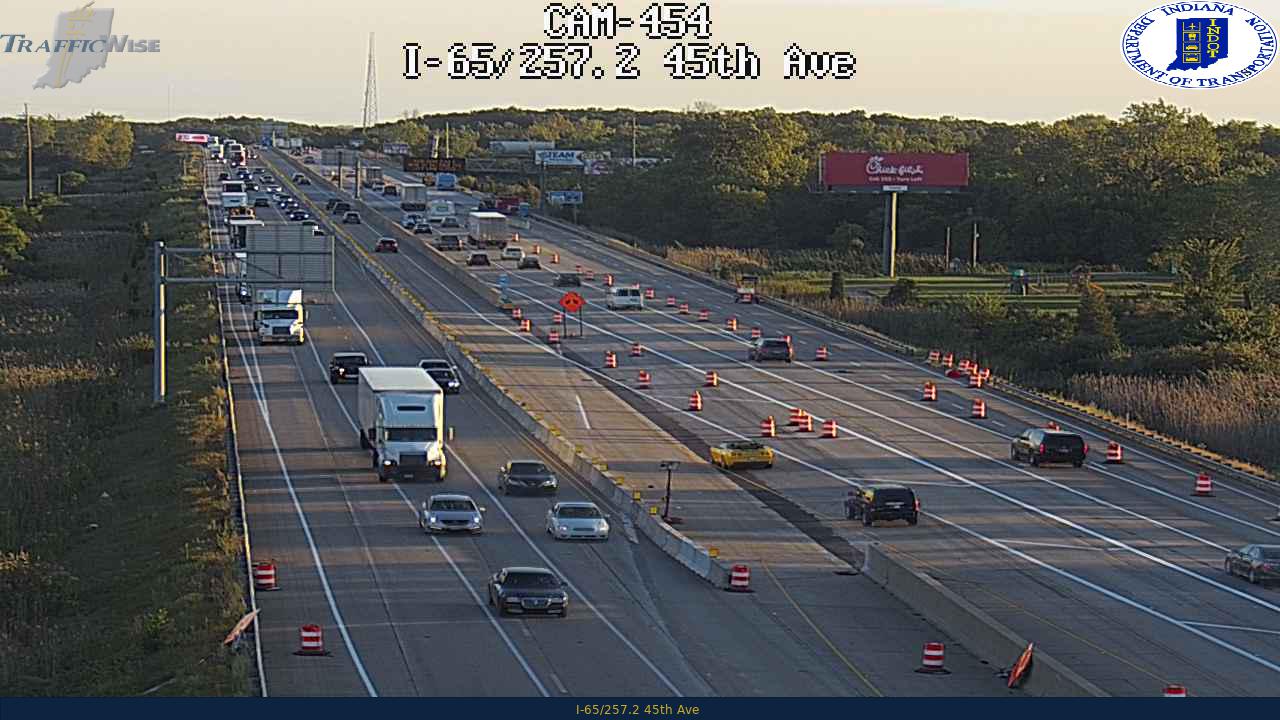 CAM-454
I-65/257.2 45th Ave
TRAFFICWISE
INDIANA
DEPARTMENT OF TRANSPORTATION
INDOT
STEAM
Chick-fil-A
I-65/257.2 45th Ave